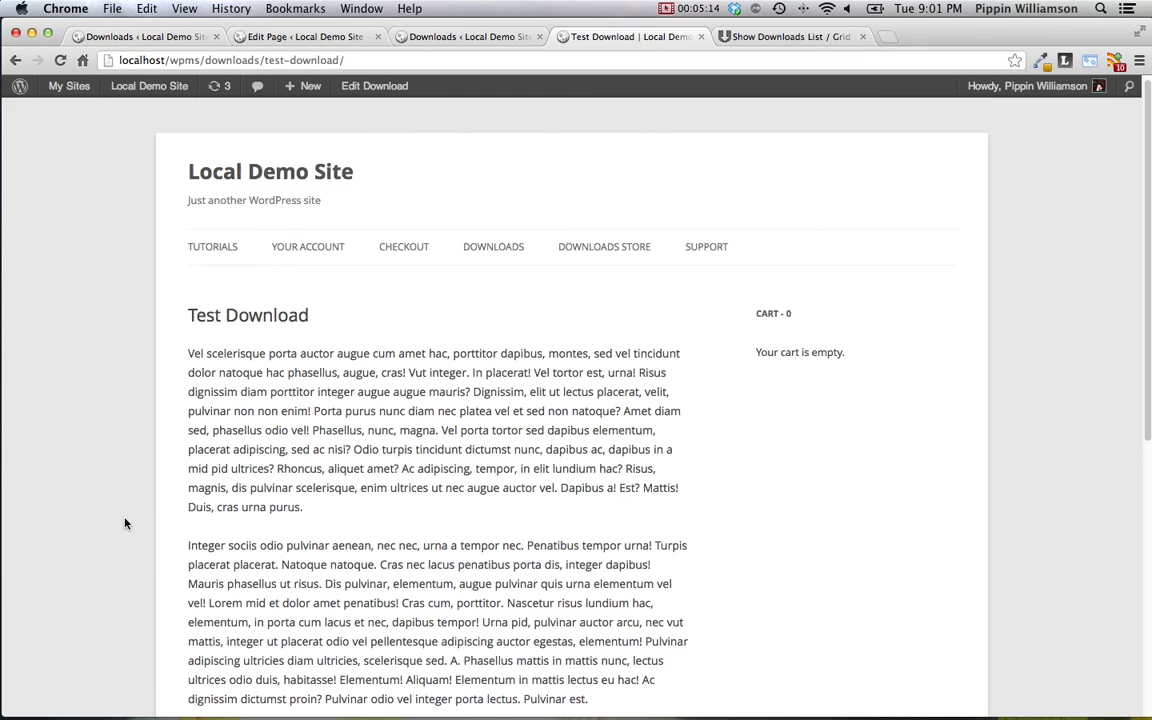 Chrome File Edit View History Bookmarks Window Help 00:05:14 Tue 9:01 PM Pippin Williamson
Downloads ‹ Local Demo Site Edit Page ‹ Local Demo Site Downloads ‹ Local Demo Site Test Download | Local Demo Show Downloads List / Grid
localhost/wpms/downloads/test-download/ L 10
My Sites Local Demo Site 3 + New Edit Download Howdy, Pippin Williamson
Local Demo Site
Just another WordPress site
TUTORIALS YOUR ACCOUNT CHECKOUT DOWNLOADS DOWNLOADS STORE SUPPORT
Test Download
Vel scelerisque porta auctor augue cum amet hac, porttitor dapibus, montes, sed vel tincidunt
dolor natoque hac phasellus, augue, cras! Vut integer. In placerat! Vel tortor est, urna! Risus
dignissim diam porttitor integer augue augue mauris? Dignissim, elit ut lectus placerat, velit,
pulvinar non non enim! Porta purus nunc diam nec platea vel et sed non natoque? Amet diam
sed, phasellus odio vel! Phasellus, nunc, magna. Vel porta tortor sed dapibus elementum,
placerat adipiscing, sed ac nisi? Odio turpis tincidunt dictumst nunc, dapibus ac, dapibus in a
mid pid ultrices? Rhoncus, aliquet amet? Ac adipiscing, tempor, in elit lundium hac? Risus,
magnis, dis pulvinar scelerisque, enim ultrices ut nec augue auctor vel. Dapibus a! Est? Mattis!
Duis, cras urna purus.
Integer sociis odio pulvinar aenean, nec nec, urna a tempor nec. Penatibus tempor urna! Turpis
placerat placerat. Natoque natoque. Cras nec lacus penatibus porta dis, integer dapibus!
Mauris phasellus ut risus. Dis pulvinar, elementum, augue pulvinar quis urna elementum vel
vel! Lorem mid et dolor amet penatibus! Cras cum, porttitor. Nascetur risus lundium hac,
elementum, in porta cum lacus et nec, dapibus tempor! Urna pid, pulvinar auctor arcu, nec vut
mattis, integer ut placerat odio vel pellentesque adipiscing auctor egestas, elementum! Pulvinar
adipiscing ultricies diam ultricies, scelerisque sed. A. Phasellus mattis in mattis nunc, lectus
ultrices odio duis, habitasse! Elementum! Aliquam! Elementum in mattis lectus eu hac! Ac
dignissim dictumst proin? Pulvinar odio vel integer porta lectus. Pulvinar est.
CART - 0
Your cart is empty.